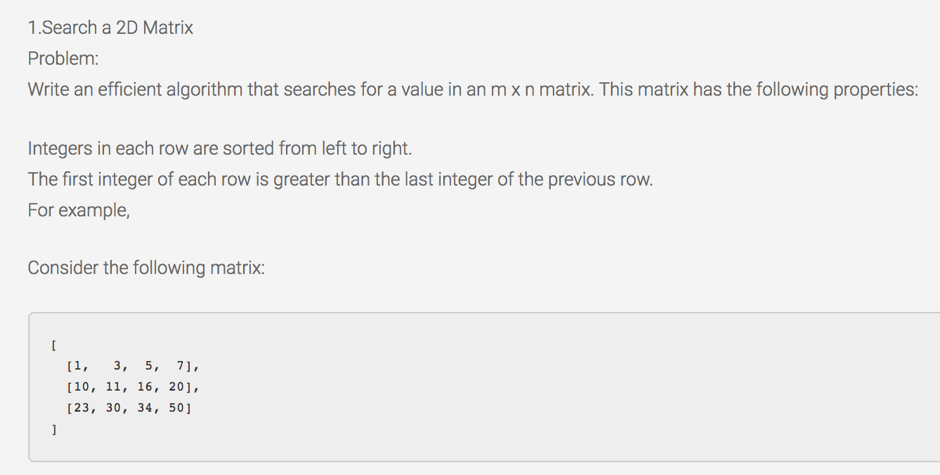 1.Search a 2D Matrix
Problem:
Write an efficient algorithm that searches for a value in an m x n matrix. This matrix has the following properties:
Integers in each row are sorted from left to right.
The first integer of each row is greater than the last integer of the previous row.
For example,
Consider the following matrix:
[
[1, 3, 5, 7],
[10, 11, 16, 20],
[23, 30, 34, 50]
]